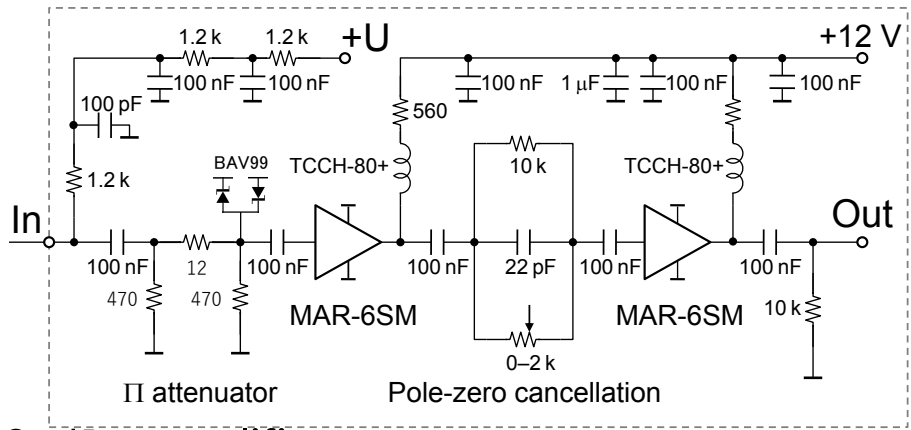 1.2 k
1.2 k
+U
+12 V
100 nF
100 nF
100 nF
1 μF
100 nF
100 nF
100 pF
560
BAV99
TCCH-80+
10 k
TCCH-80+
1.2 k
In
Out
100 nF
12
100 nF
100 nF
22 pF
100 nF
100 nF
470
470
MAR-6SM
MAR-6SM
10 k
0–2 k
Π attenuator
Pole-zero cancellation